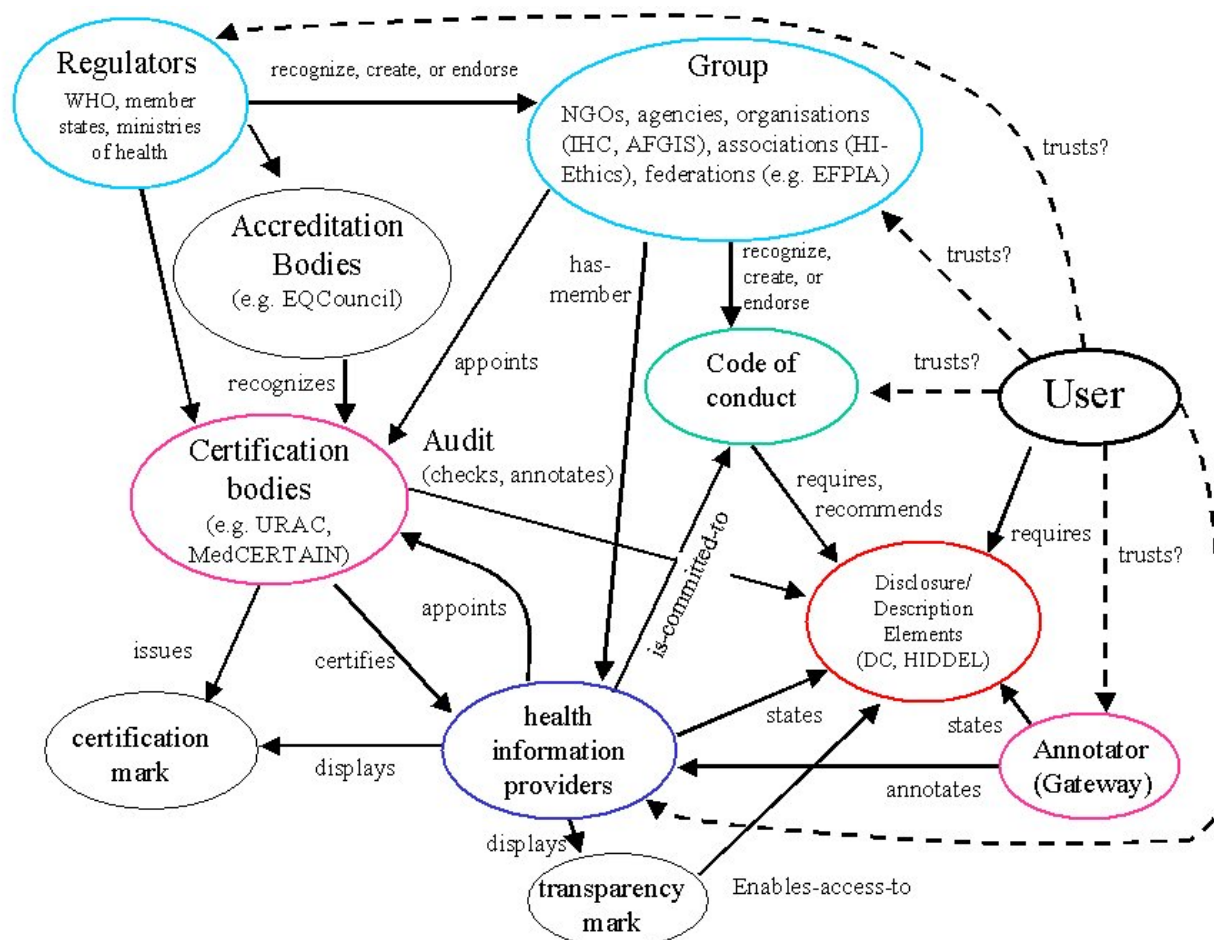 Regulators
WHO, member
states, ministries
of health
recognize, create, or endorse
Group
NGOs, agencies, organisations
(IHC, AFGIS), associations (HI-
Ethics), federations (e.g. EFPIA)
trusts?
Accreditation
Bodies
(e.g. EQCouncil)
has-
member
recognize,
create, or
endorse
trusts?
recognizes
appoints
Code of
conduct
trusts?
User
Certification
bodies
(e.g. URAC,
MedCERTAIN)
Audit
(checks, annotates)
requires,
recommends
requires
trusts?
is-committed-to
Disclosure/
Description
Elements
(DC, HIDDEL)
appoints
issues
certifies
certification
mark
displays
health
information
providers
states
states
Annotator
(Gateway)
annotates
displays
transparency
mark
Enables-access-to